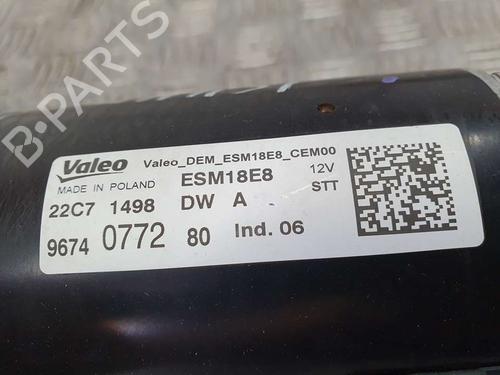 Valeo Valeo_DEM_ESM18E8_CEM00
MADE IN POLAND ESM18E8 12V
STT
22C7 1498 DW A
9674 0772 80 Ind. 06
B-PARTS